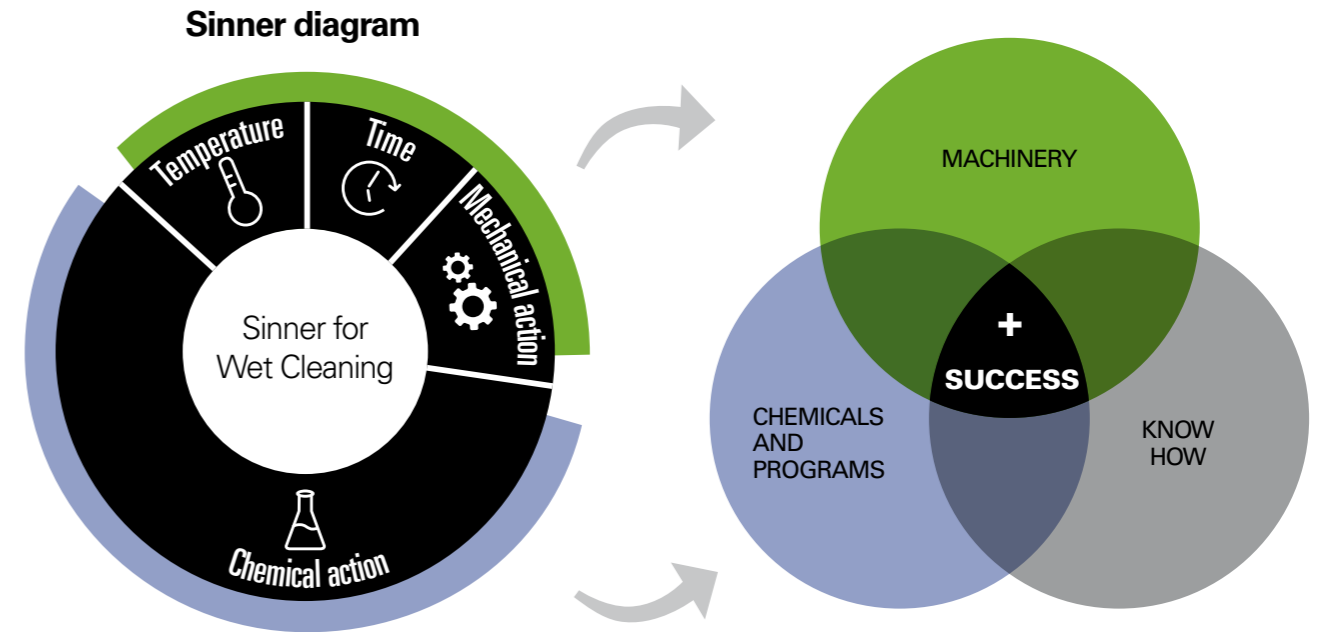 Sinner diagram
Temperature
Time
Mechanical action
Sinner for
Wet Cleaning
Chemical action
MACHINERY
+
SUCCESS
CHEMICALS
AND
PROGRAMS
KNOW
HOW